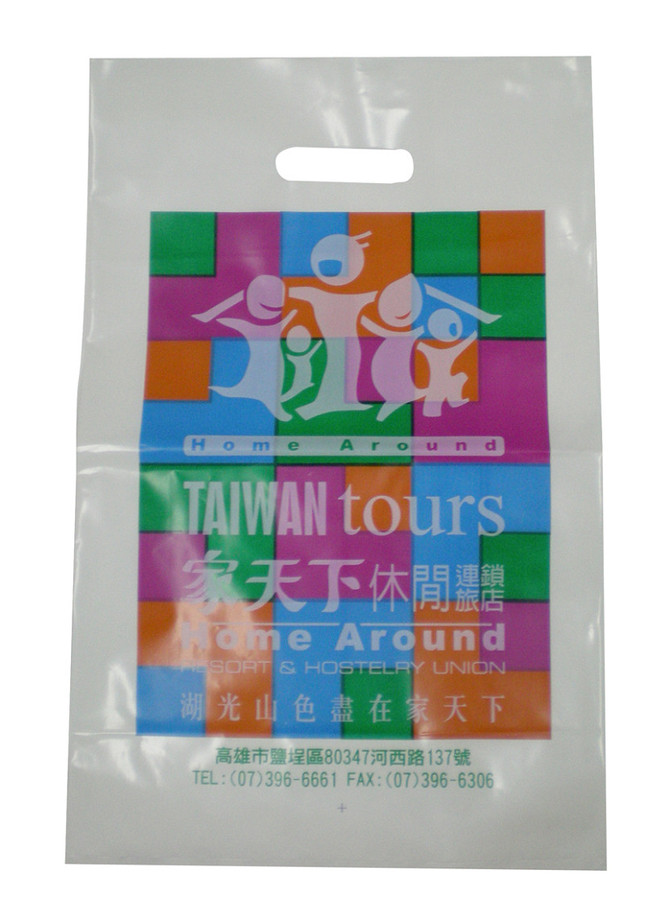 Home Around
TAIWAN tours
家天下休閒連鎖旅店
Home Around
RESORT & HOSTELRY UNION
湖光山色盡在家天下
高雄市鹽埕區80347河西路137號
TEL:(07)396-6661 FAX:(07)396-6306